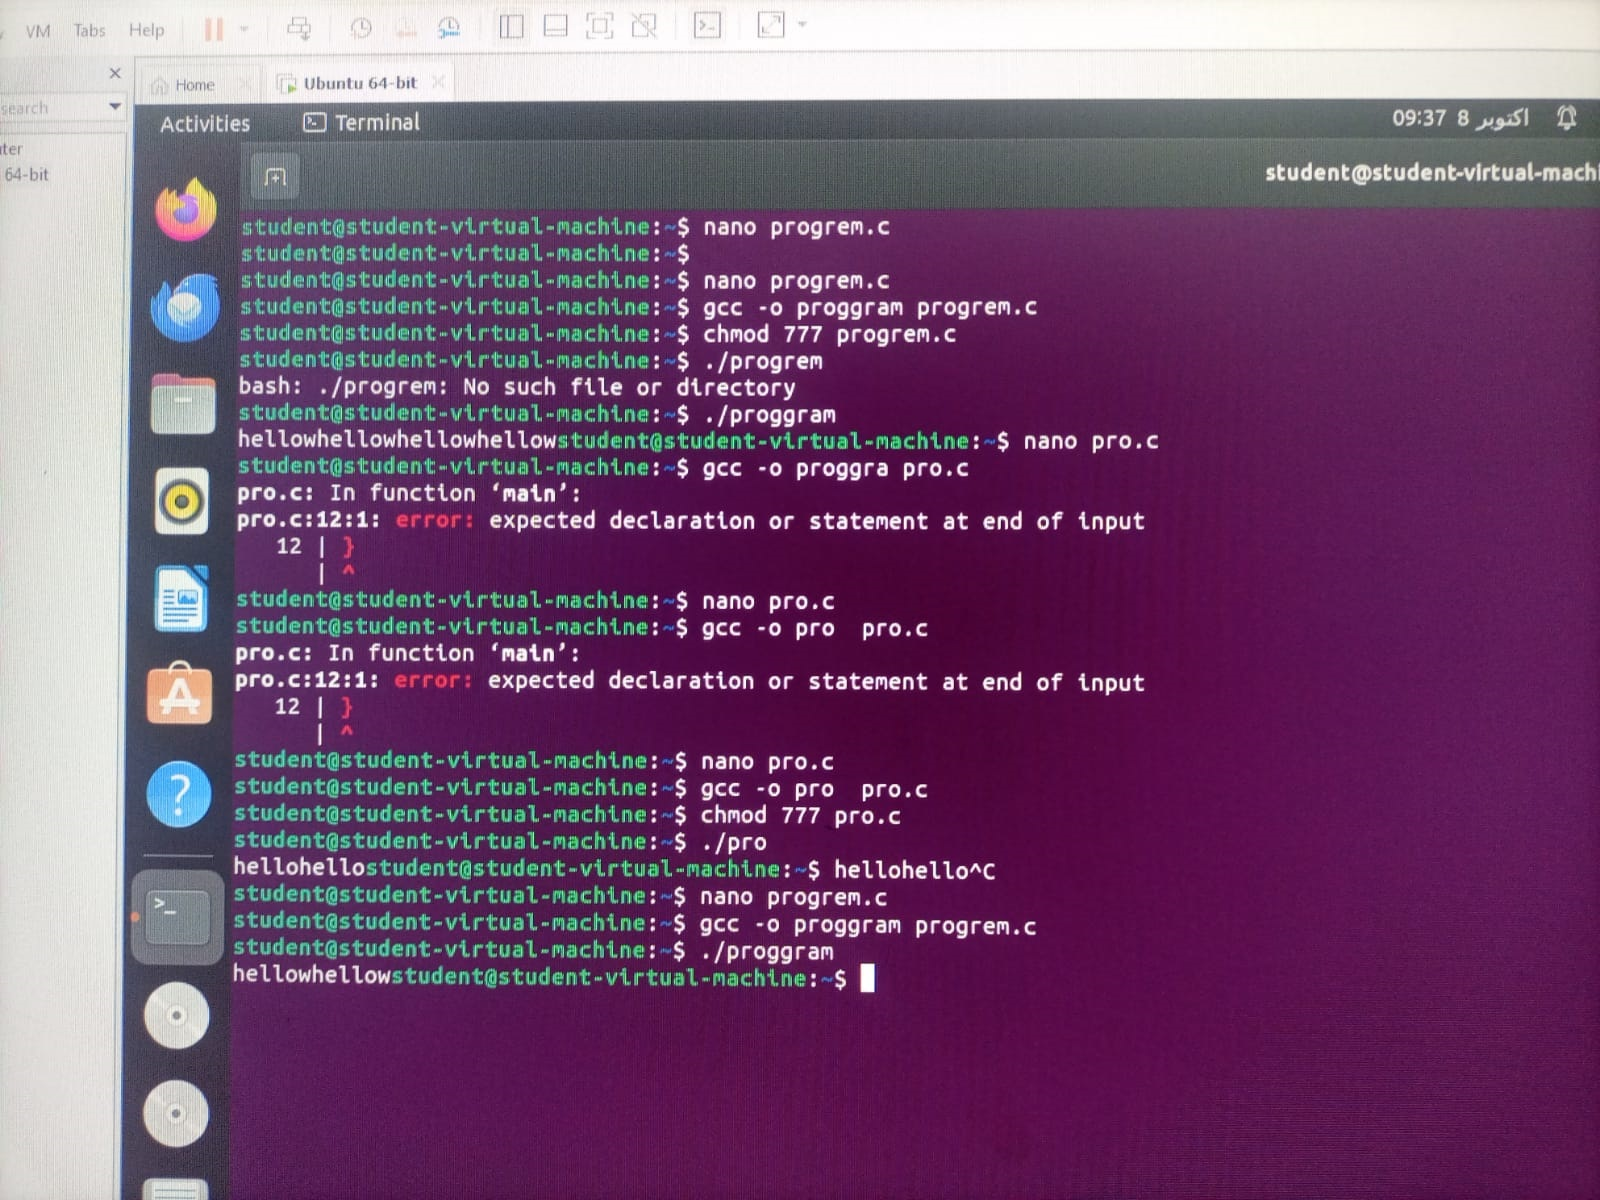 VM Tabs Help
search
Home
Ubuntu 64-bit
64-bit
Activities
Terminal
09:37 8 اكتوبر
student@student-virtual-machi
student@student-virtual-machine:~$ nano progrem.c
student@student-virtual-machine:~$
student@student-virtual-machine:~$ nano progrem.c
student@student-virtual-machine:~$ gcc -o proggram progrem.c
student@student-virtual-machine:~$ chmod 777 progrem.c
student@student-virtual-machine:~$ ./progrem
bash: ./progrem: No such file or directory
student@student-virtual-machine:~$ ./proggram
hellowhellowhellowhellowstudent@student-virtual-machine:~$ nano pro.c
student@student-virtual-machine:~$ gcc -o proggra pro.c
pro.c: In function ‘main’:
pro.c:12:1: error: expected declaration or statement at end of input
12 | }
| ^
student@student-virtual-machine:~$ nano pro.c
student@student-virtual-machine:~$ gcc -o pro  pro.c
pro.c: In function ‘main’:
pro.c:12:1: error: expected declaration or statement at end of input
12 | }
| ^
student@student-virtual-machine:~$ nano pro.c
student@student-virtual-machine:~$ gcc -o pro  pro.c
student@student-virtual-machine:~$ chmod 777 pro.c
student@student-virtual-machine:~$ ./pro
hellohellostudent@student-virtual-machine:~$ hellohello^C
student@student-virtual-machine:~$ nano progrem.c
student@student-virtual-machine:~$ gcc -o proggram progrem.c
student@student-virtual-machine:~$ ./proggram
hellowhellowstudent@student-virtual-machine:~$